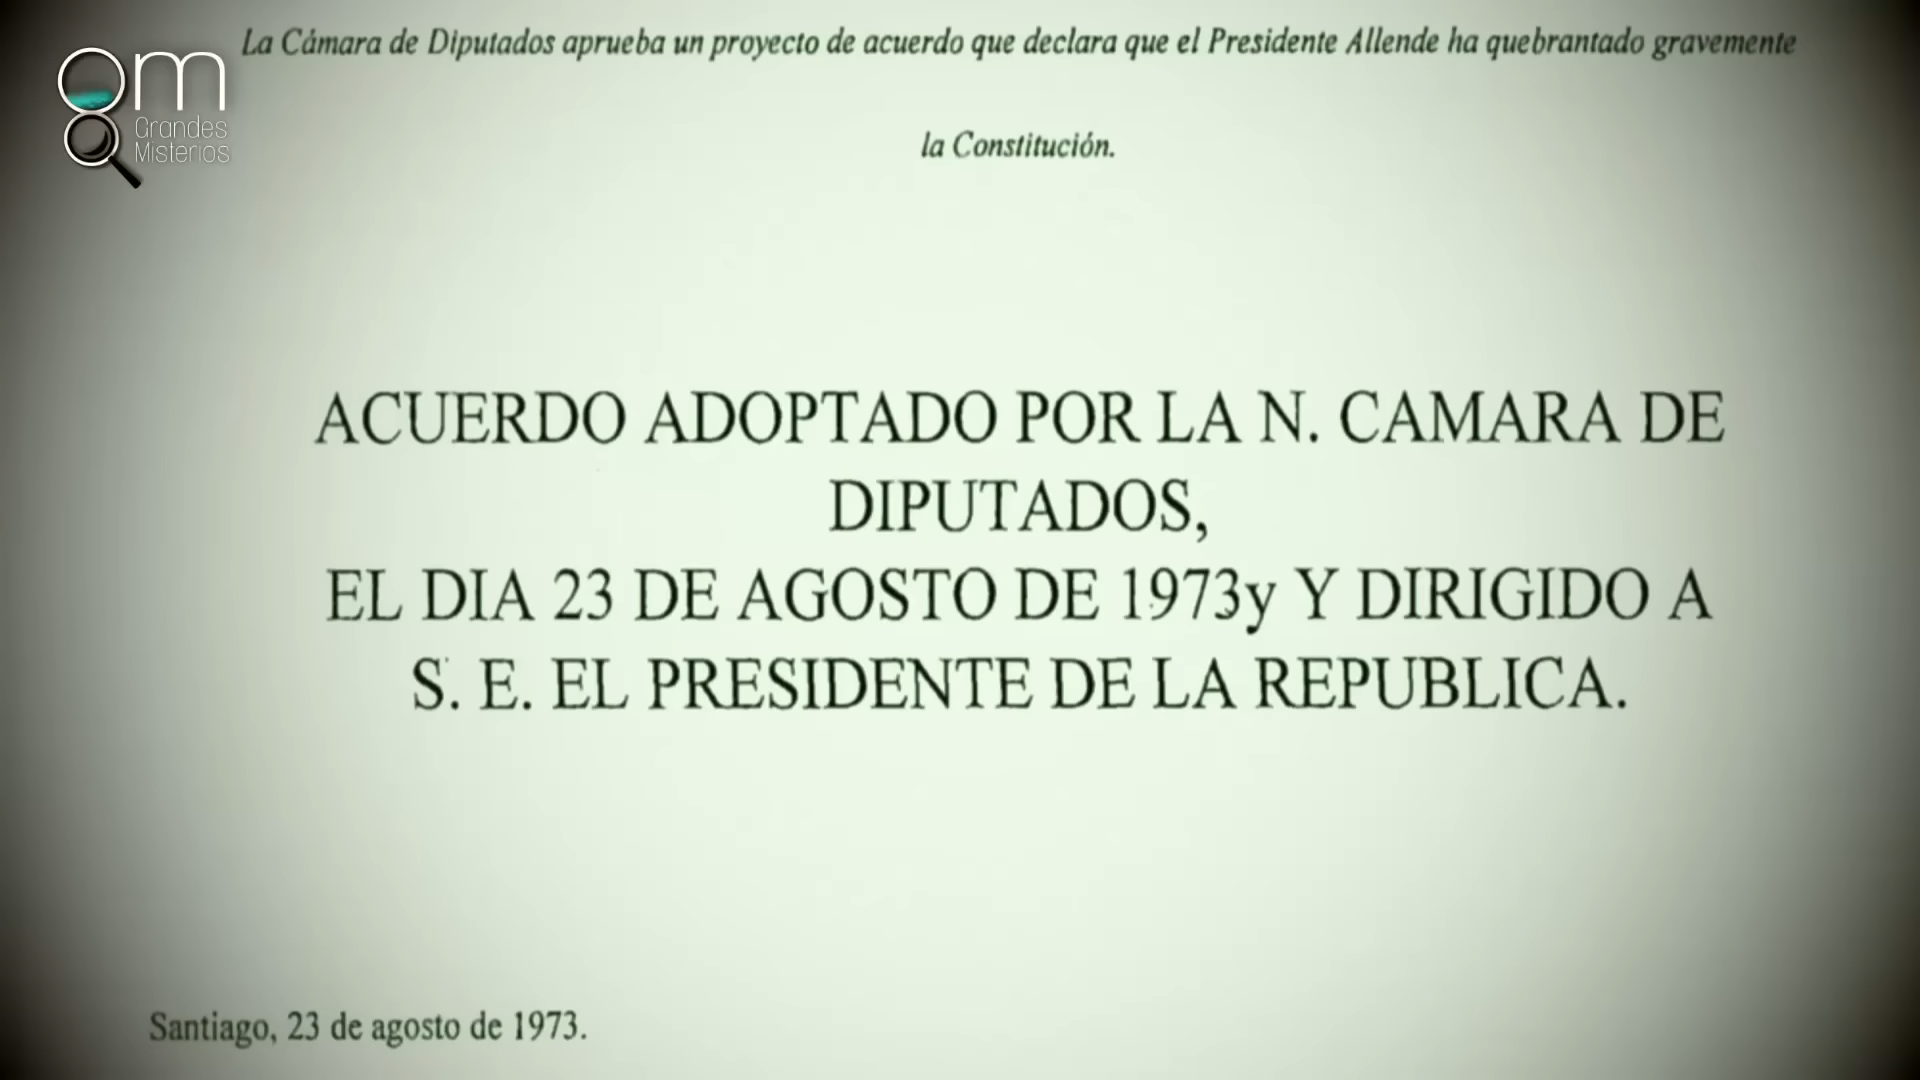 La Cámara de Diputados aprueba un proyecto de acuerdo que declara que el Presidente Allende ha quebrantado gravemente
la Constitución.
gm
Grandes
Misterios
ACUERDO ADOPTADO POR LA N. CAMARA DE
DIPUTADOS,
EL DIA 23 DE AGOSTO DE 1973y Y DIRIGIDO A
S. E. EL PRESIDENTE DE LA REPUBLICA.
Santiago, 23 de agosto de 1973.